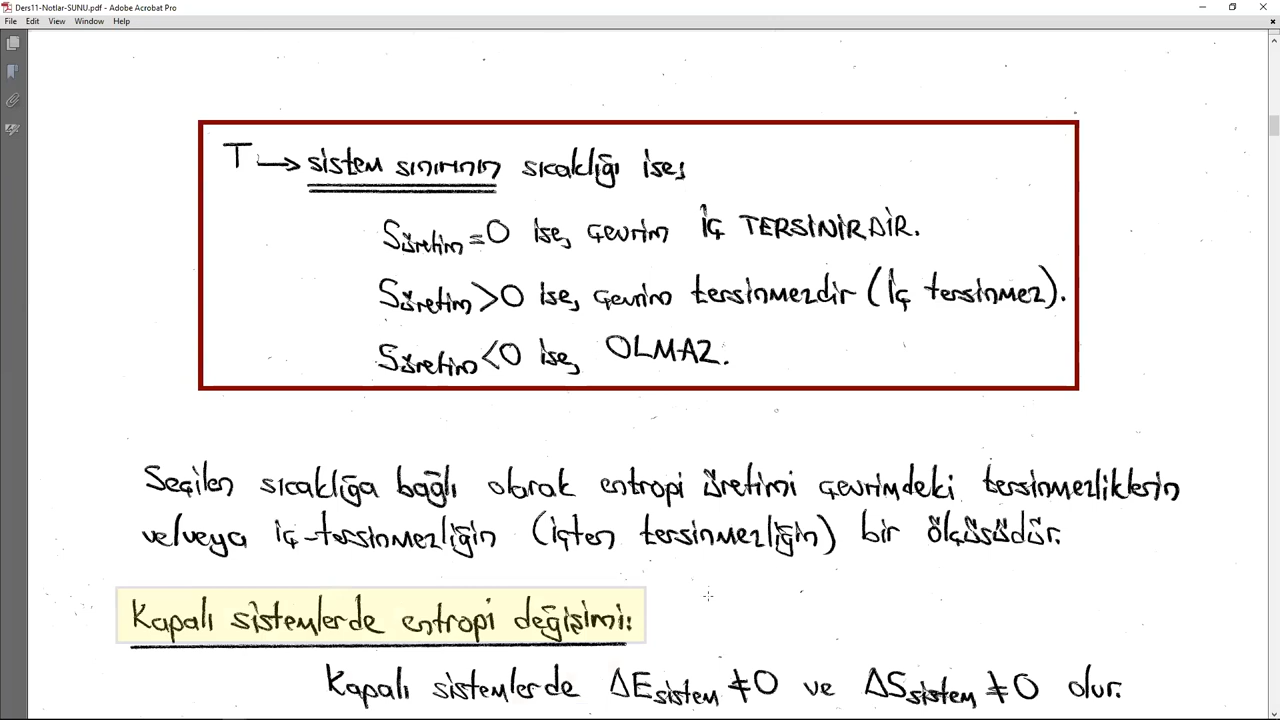 Ders11-Notlar-SUNU.pdf - Adobe Acrobat Pro
File Edit View Window Help
T → sistem sınırının sıcaklığı ise,
Süretim=0 ise, çevrim İÇ TERSİNİRDİR.
Süretim>0 ise, çevrim tersinmezdir (İç tersinmez).
Süretim<0 ise, OLMAZ.
Seçilen sıcaklığa bağlı olarak entropi üretimi çevrimdeki tersinmezliklerin
ve/veya iç-tersinmezliğin (içten tersinmezliğin) bir ölçüsüdür.
Kapalı sistemlerde entropi değişimi:
Kapalı sistemlerde ΔEsistem ≠0 ve ΔSsistem ≠0 olur.